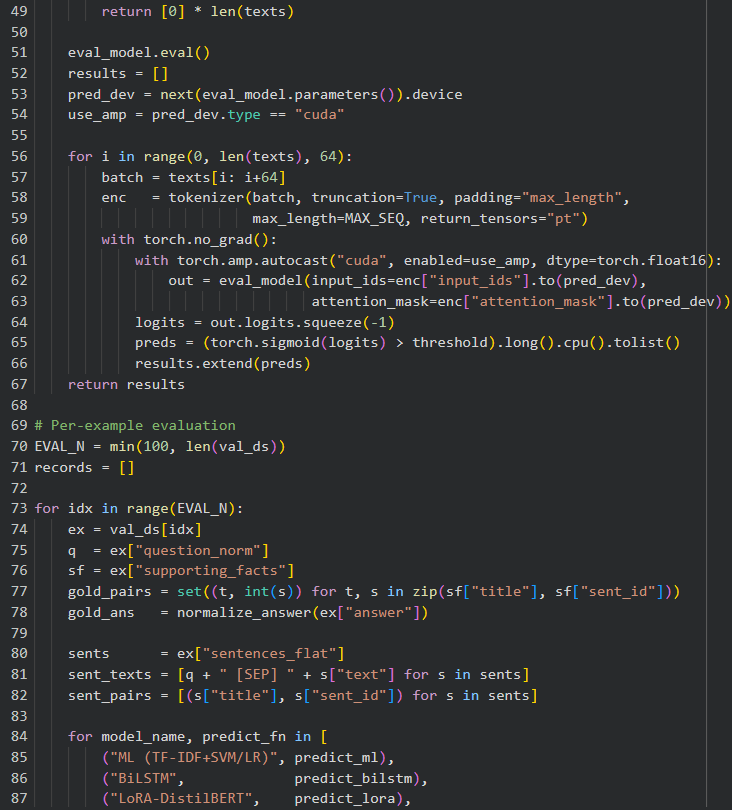 49 return [0] * len(texts)
50
51 eval_model.eval()
52 results = []
53 pred_dev = next(eval_model.parameters()).device
54 use_amp = pred_dev.type == "cuda"
55
56 for i in range(0, len(texts), 64):
57 batch = texts[i: i+64]
58 enc   = tokenizer(batch, truncation=True, padding="max_length",
59 max_length=MAX_SEQ, return_tensors="pt")
60 with torch.no_grad():
61 with torch.amp.autocast("cuda", enabled=use_amp, dtype=torch.float16):
62 out = eval_model(input_ids=enc["input_ids"].to(pred_dev),
63 attention_mask=enc["attention_mask"].to(pred_dev))
64 logits = out.logits.squeeze(-1)
65 preds = (torch.sigmoid(logits) > threshold).long().cpu().tolist()
66 results.extend(preds)
67 return results
68
69 # Per-example evaluation
70 EVAL_N = min(100, len(val_ds))
71 records = []
72
73 for idx in range(EVAL_N):
74 ex = val_ds[idx]
75 q  = ex["question_norm"]
76 sf = ex["supporting_facts"]
77 gold_pairs = set((t, int(s)) for t, s in zip(sf["title"], sf["sent_id"]))
78 gold_ans   = normalize_answer(ex["answer"])
79
80 sents      = ex["sentences_flat"]
81 sent_texts = [q + " [SEP] " + s["text"] for s in sents]
82 sent_pairs = [(s["title"], s["sent_id"]) for s in sents]
83
84 for model_name, predict_fn in [
85 ("ML (TF-IDF+SVM/LR)", predict_ml),
86 ("BiLSTM",             predict_bilstm),
87 ("LoRA-DistilBERT",    predict_lora),